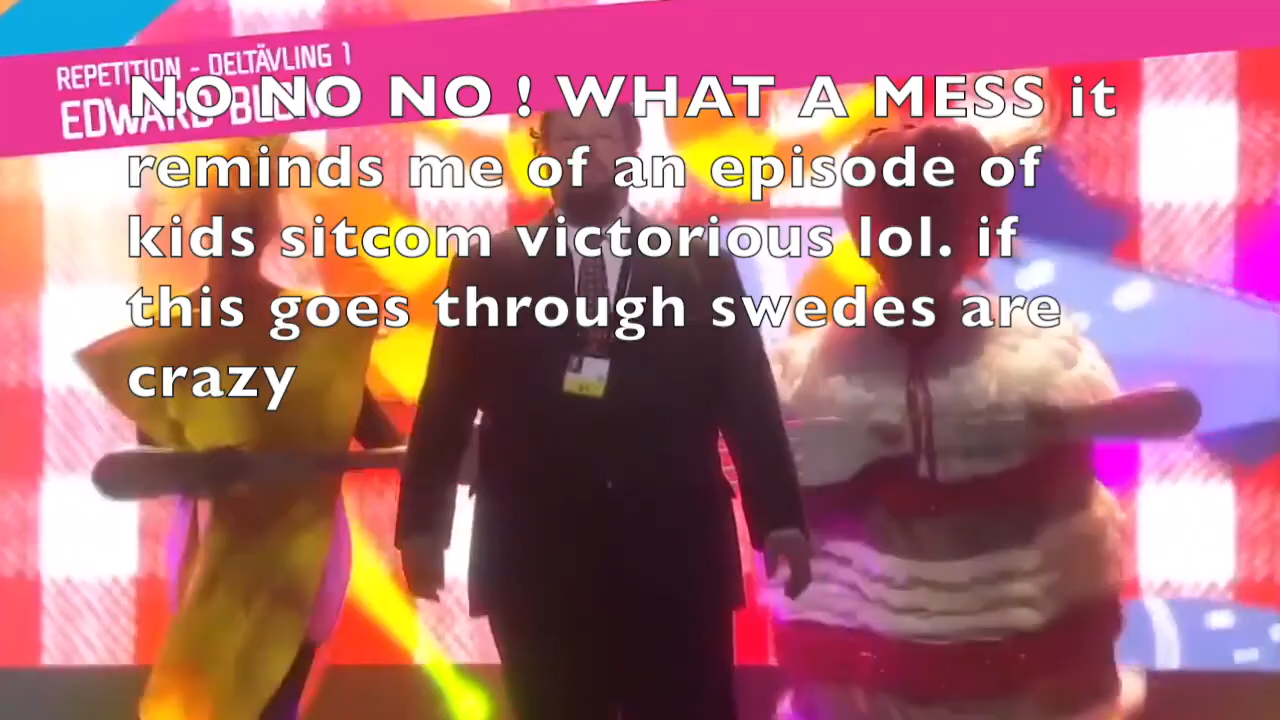 REPETITION - DELTÄVLING 1
EDWARD
NO NO NO ! WHAT A MESS it
reminds me of an episode of
kids sitcom victorious lol. if
this goes through swedes are
crazy